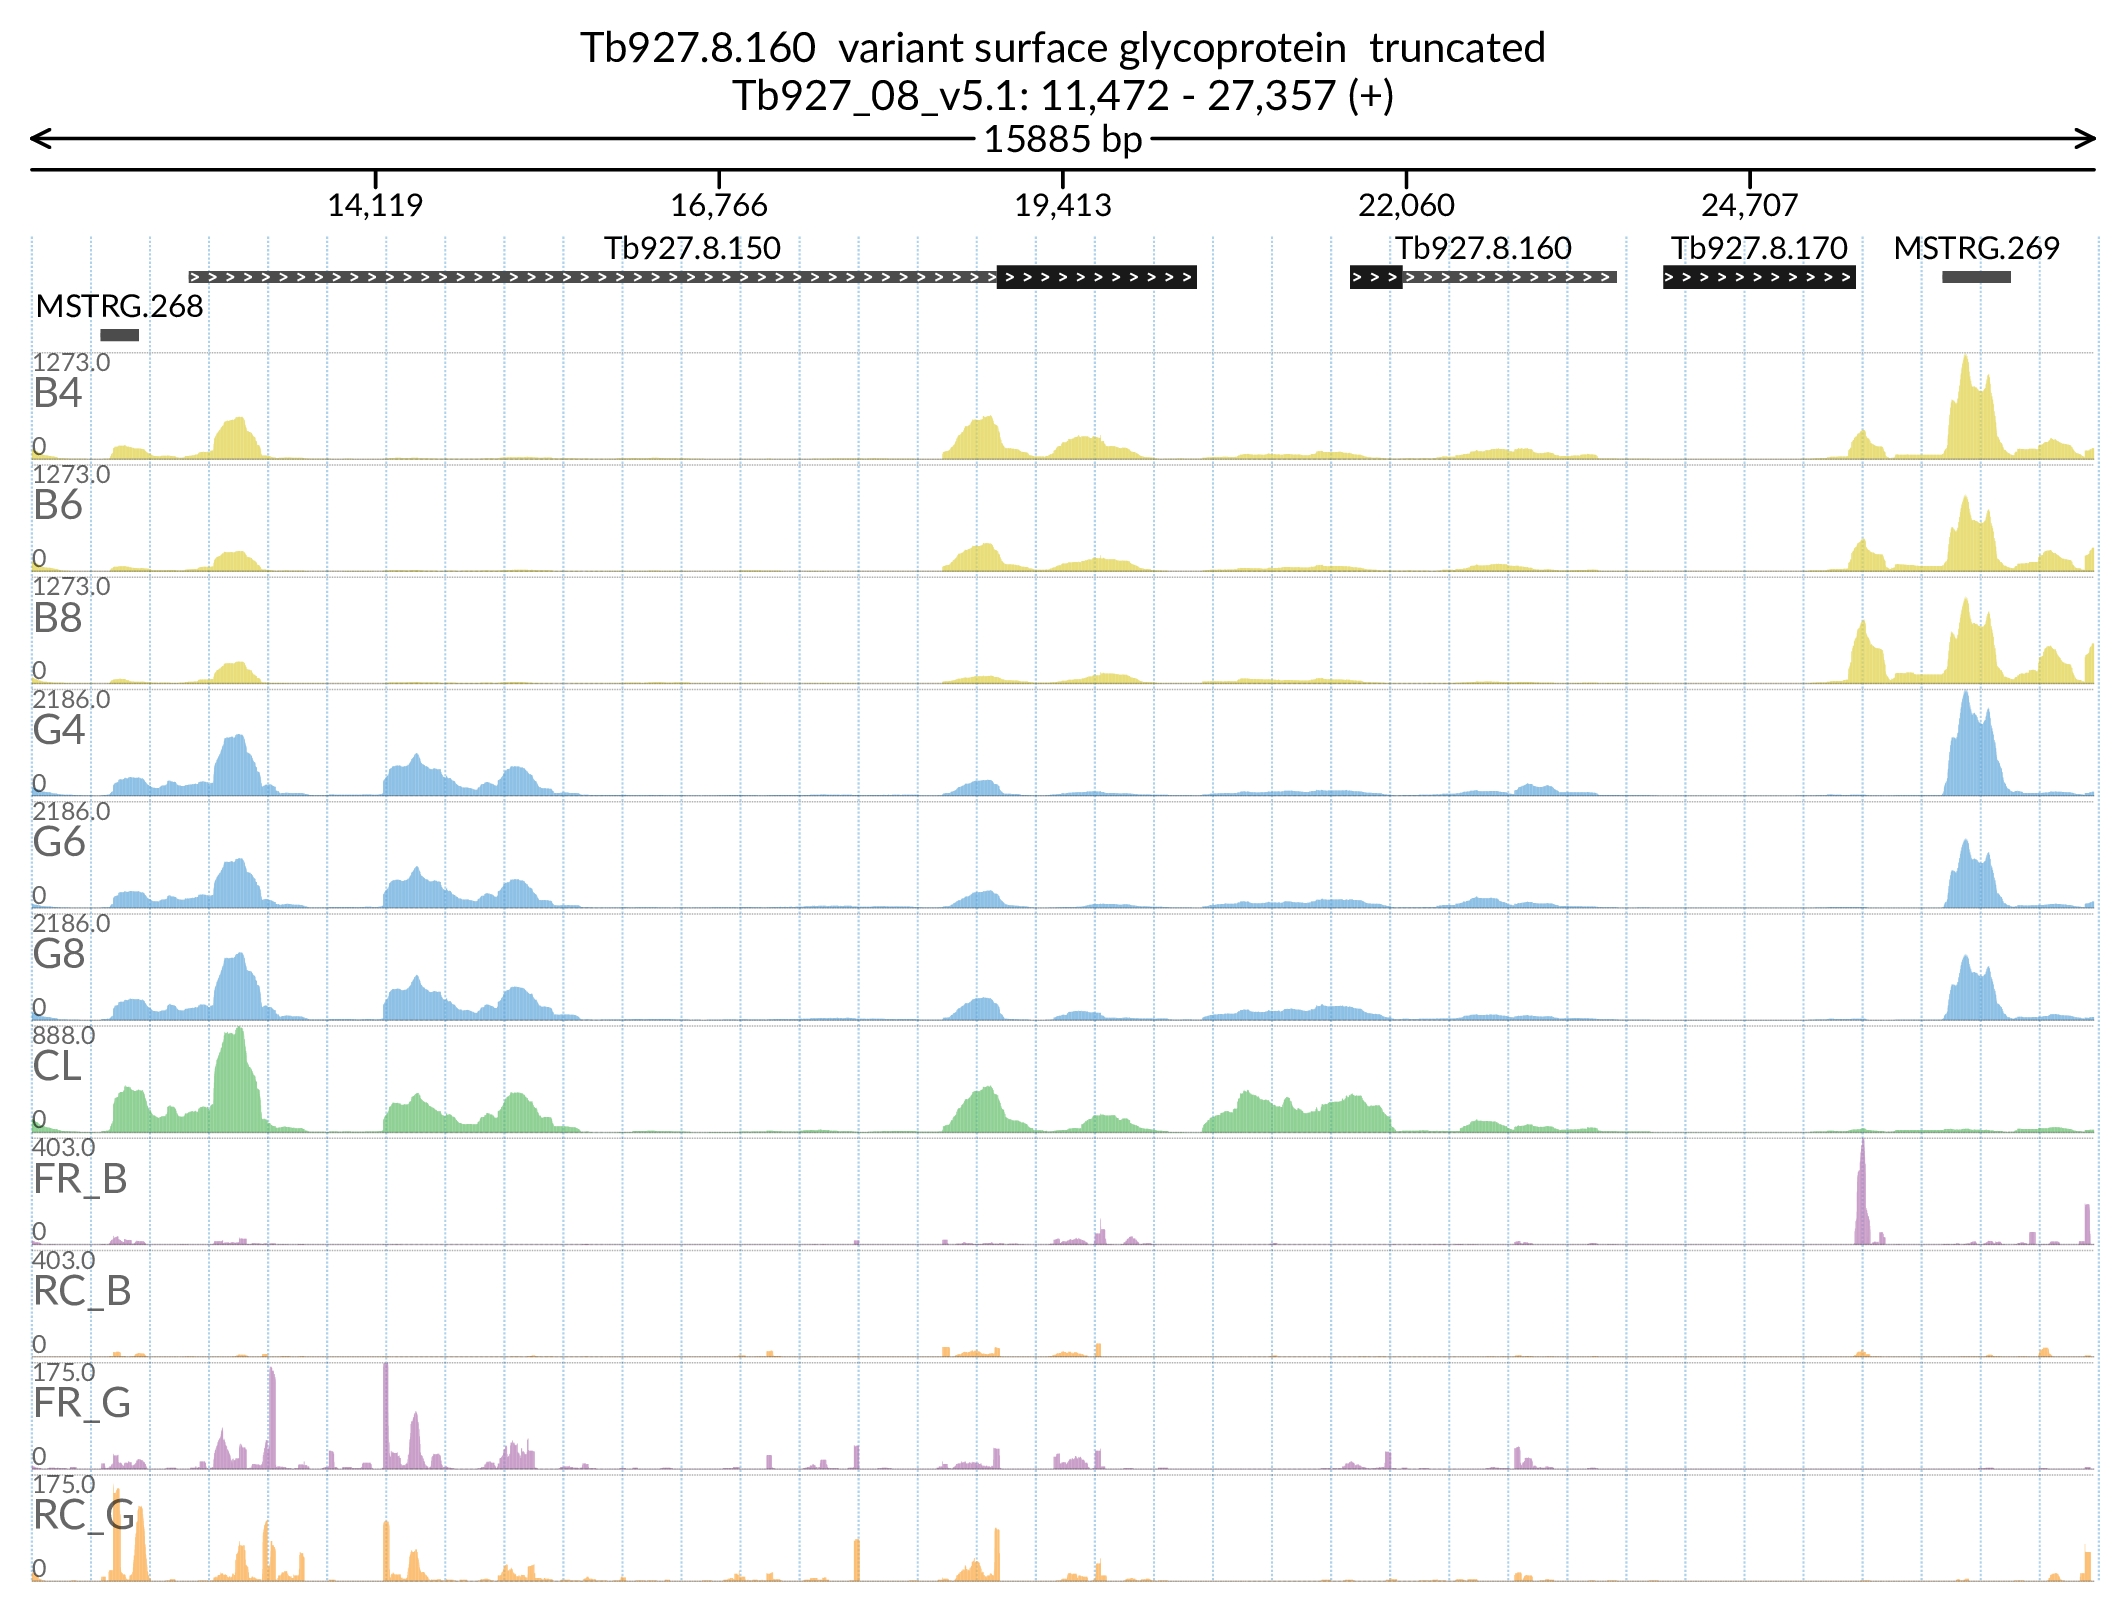 Tb927.8.160 variant surface glycoprotein truncated
Tb927_08_v5.1: 11,472 - 27,357 (+)
15885 bp
14,119 16,766 19,413 22,060 24,707
Tb927.8.150 Tb927.8.160 Tb927.8.170 MSTRG.269
MSTRG.268
1273.0
B4
0
1273.0
B6
0
1273.0
B8
0
2186.0
G4
0
2186.0
G6
0
2186.0
G8
0
888.0
CL
0
403.0
FR_B
0
403.0
RC_B
0
175.0
FR_G
0
175.0
RC_G
0